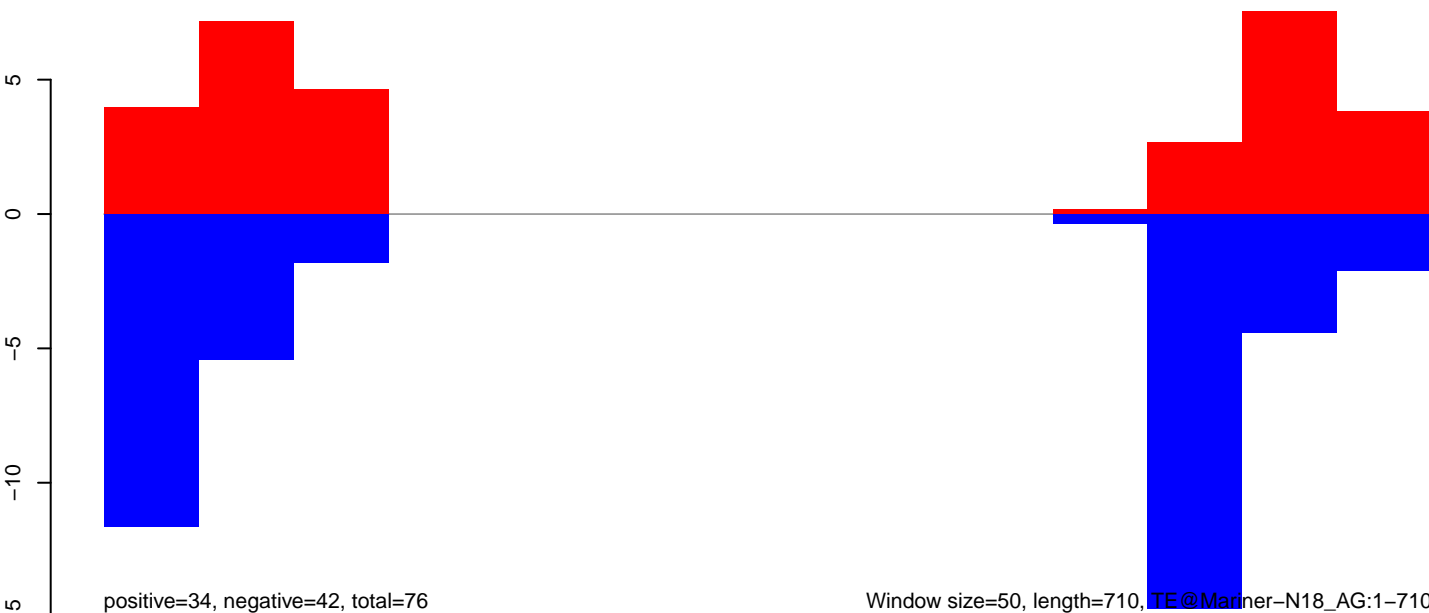 5
0
−5
−10
5
positive=34, negative=42, total=76
Window size=50, length=710, TE@Mariner−N18_AG:1−710